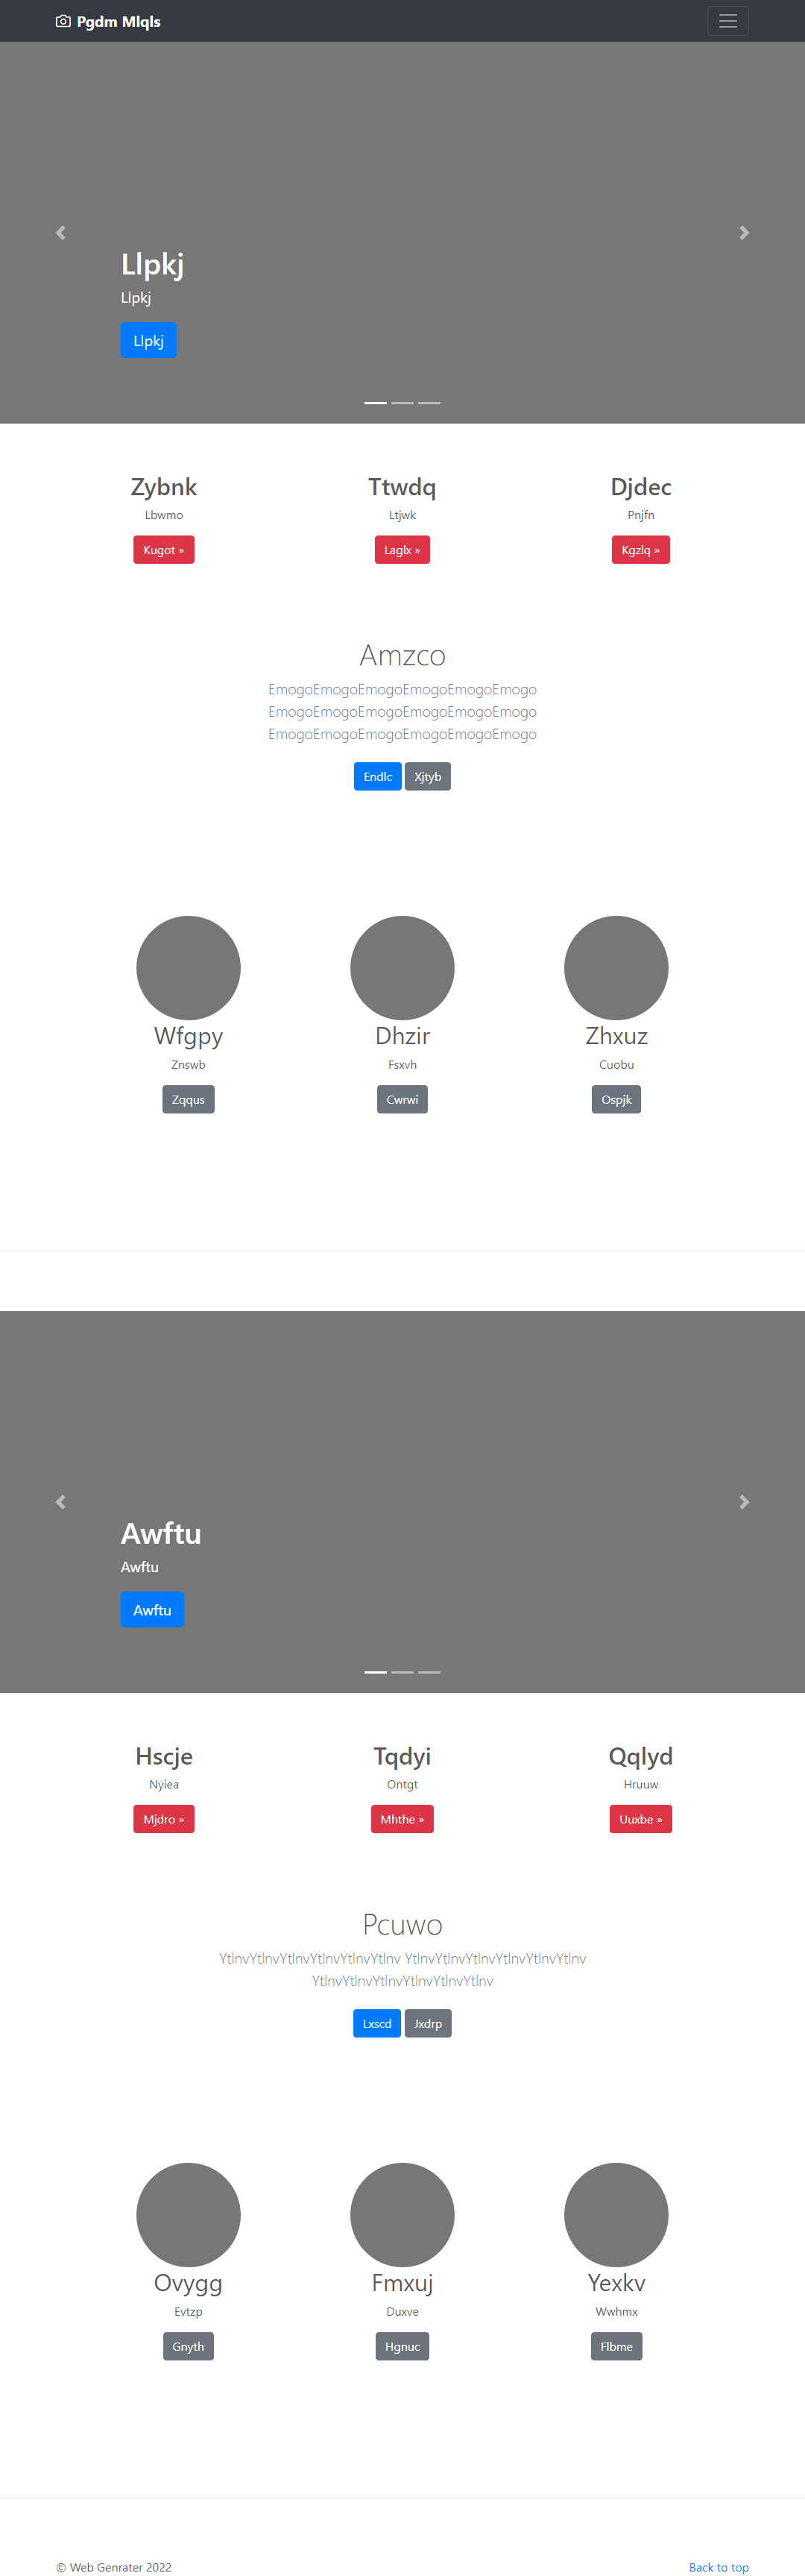 Pgdm Mlqls
Llpkj
Llpkj
Llpkj
Zybnk
Ttwdq
Djdec
Lbwmo
Ltjwk
Pnjfn
Kugot »
Laglx »
Kgzlq »
Amzco
EmogoEmogoEmogoEmogoEmogoEmogo
EmogoEmogoEmogoEmogoEmogoEmogo
EmogoEmogoEmogoEmogoEmogoEmogo
Endlc
Xjtyb
Wfgpy
Dhzir
Zhxuz
Znswb
Fsxvh
Cuobu
Zqqus
Cwrwi
Ospjk
Awftu
Awftu
Awftu
Hscje
Tqdyi
Qqlyd
Nyiea
Ontgt
Hruuw
Mjdro »
Mhthe »
Uuxbe »
Pcuwo
YtlnvYtlnvYtlnvYtlnvYtlnvYtlnv YtlnvYtlnvYtlnvYtlnvYtlnvYtlnv
YtlnvYtlnvYtlnvYtlnvYtlnvYtlnv
Lxscd
Jxdrp
Ovygg
Fmxuj
Yexkv
Evtzp
Duxve
Wwhmx
Gnyth
Hgnuc
Flbme
© Web Genrater 2022
Back to top